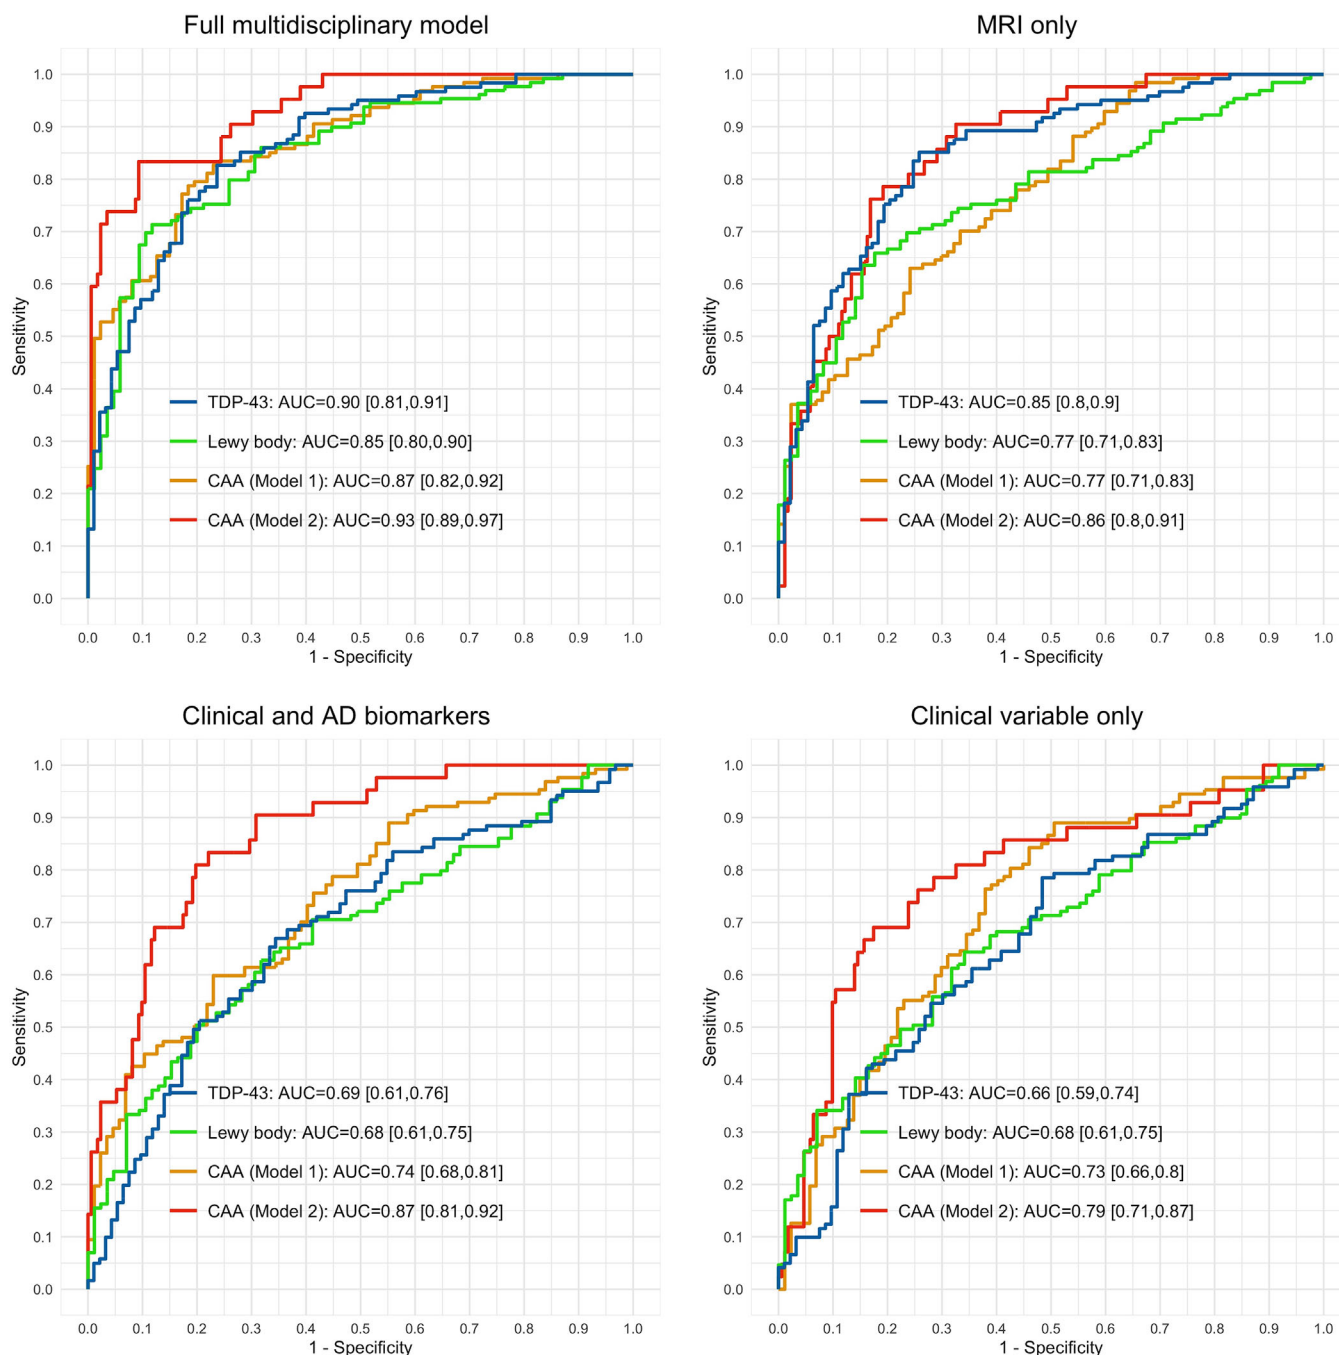 Full multidisciplinary model
1.0
0.9
0.8
0.7
0.6
0.5
0.4
0.3
0.2
0.1
0.0
Sensitivity
TDP-43: AUC=0.90 [0.81,0.91]
Lewy body: AUC=0.85 [0.80,0.90]
CAA (Model 1): AUC=0.87 [0.82,0.92]
CAA (Model 2): AUC=0.93 [0.89,0.97]
0.0 0.1 0.2 0.3 0.4 0.5 0.6 0.7 0.8 0.9 1.0
1 - Specificity
MRI only
1.0
0.9
0.8
0.7
0.6
0.5
0.4
0.3
0.2
0.1
0.0
Sensitivity
TDP-43: AUC=0.85 [0.8,0.9]
Lewy body: AUC=0.77 [0.71,0.83]
CAA (Model 1): AUC=0.77 [0.71,0.83]
CAA (Model 2): AUC=0.86 [0.8,0.91]
0.0 0.1 0.2 0.3 0.4 0.5 0.6 0.7 0.8 0.9 1.0
1 - Specificity
Clinical and AD biomarkers
1.0
0.9
0.8
0.7
0.6
0.5
0.4
0.3
0.2
0.1
0.0
Sensitivity
TDP-43: AUC=0.69 [0.61,0.76]
Lewy body: AUC=0.68 [0.61,0.75]
CAA (Model 1): AUC=0.74 [0.68,0.81]
CAA (Model 2): AUC=0.87 [0.81,0.92]
0.0 0.1 0.2 0.3 0.4 0.5 0.6 0.7 0.8 0.9 1.0
1 - Specificity
Clinical variable only
1.0
0.9
0.8
0.7
0.6
0.5
0.4
0.3
0.2
0.1
0.0
Sensitivity
TDP-43: AUC=0.66 [0.59,0.74]
Lewy body: AUC=0.68 [0.61,0.75]
CAA (Model 1): AUC=0.73 [0.66,0.8]
CAA (Model 2): AUC=0.79 [0.71,0.87]
0.0 0.1 0.2 0.3 0.4 0.5 0.6 0.7 0.8 0.9 1.0
1 - Specificity